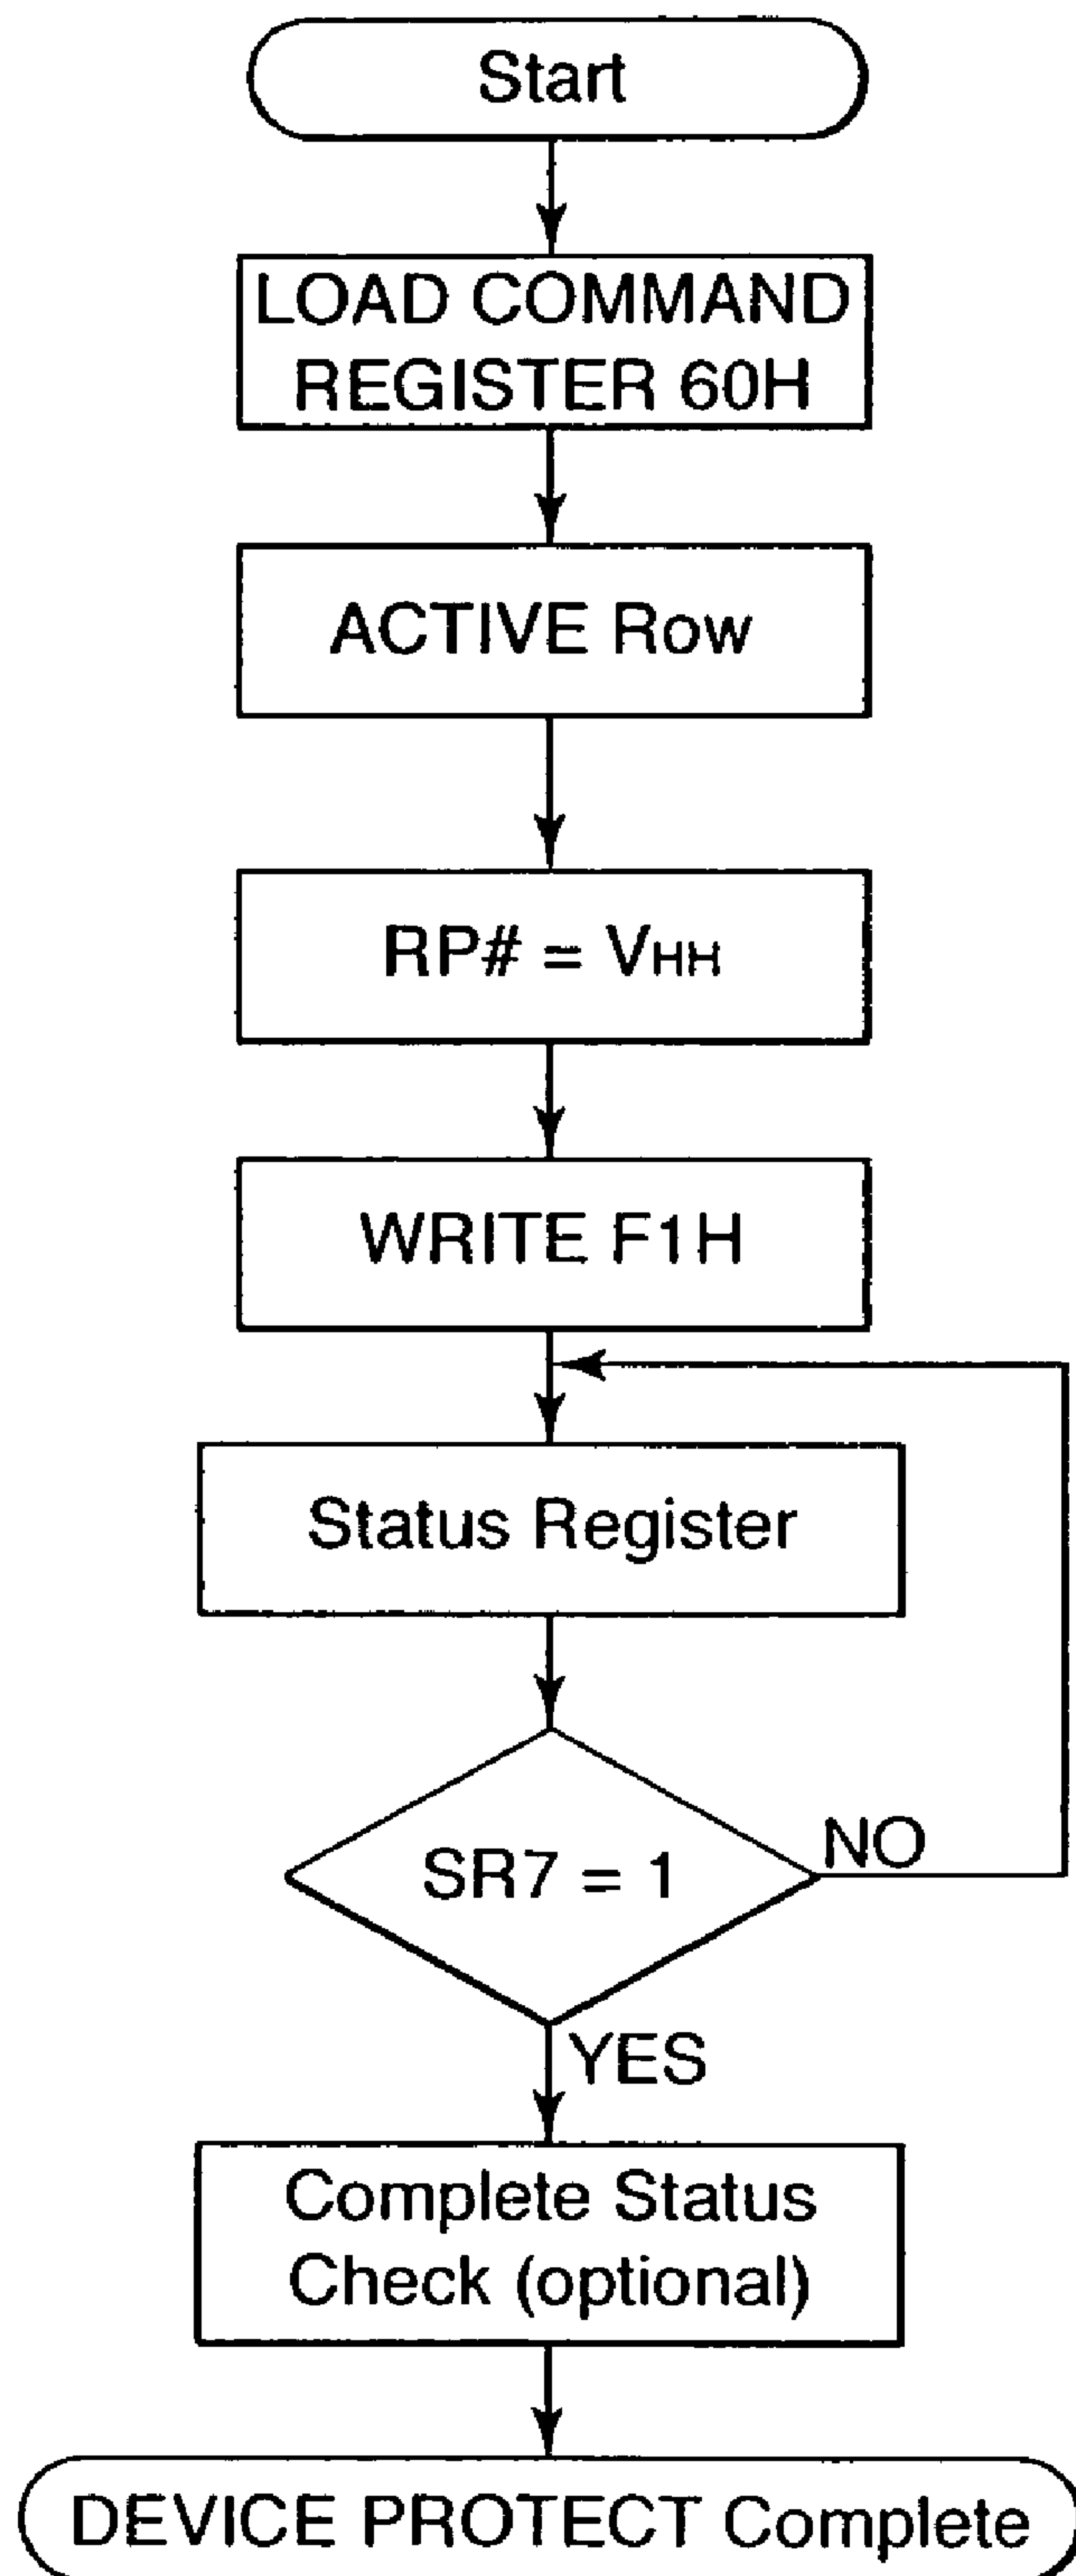 Start
LOAD COMMAND
REGISTER 60H
ACTIVE Row
RP# = VHH
WRITE F1H
Status Register
SR7 = 1
NO
YES
Complete Status
Check (optional)
DEVICE PROTECT Complete